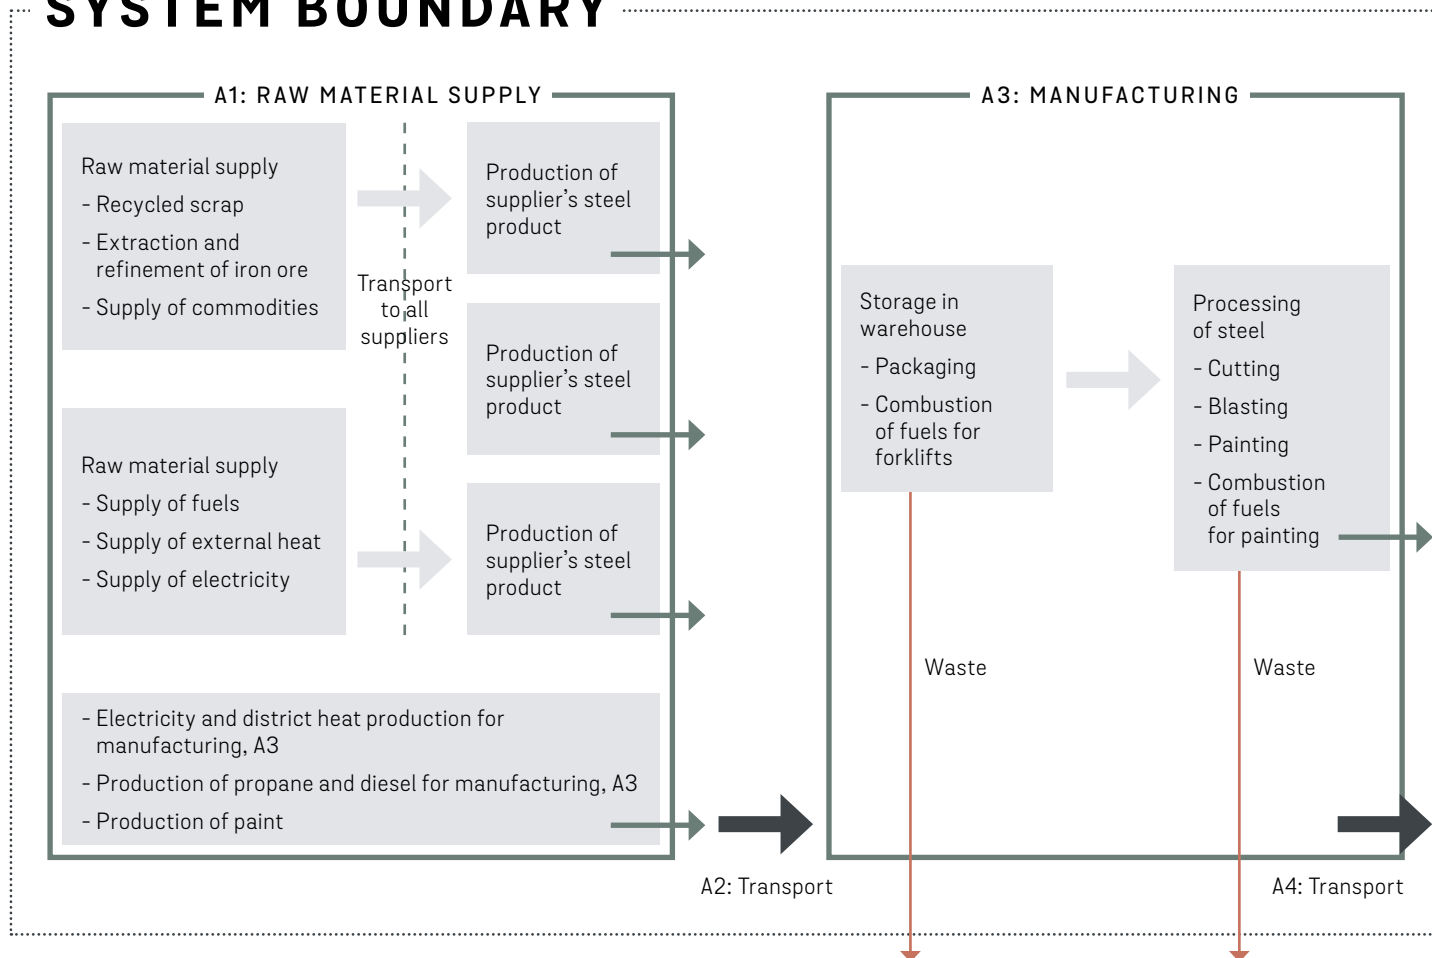 SYSTEM BOUNDARY
A1: RAW MATERIAL SUPPLY
Raw material supply
- Recycled scrap
- Extraction and
refinement of iron ore
- Supply of commodities
Raw material supply
- Supply of fuels
- Supply of external heat
- Supply of electricity
Transport
to all
suppliers
Production of
supplier’s steel
product
Production of
supplier’s steel
product
Production of
supplier’s steel
product
- Electricity and district heat production for
manufacturing, A3
- Production of propane and diesel for manufacturing, A3
- Production of paint
A2: Transport
A3: MANUFACTURING
Storage in
warehouse
- Packaging
- Combustion
of fuels for
forklifts
Processing
of steel
- Cutting
- Blasting
- Painting
- Combustion
of fuels
for painting
Waste
Waste
A4: Transport